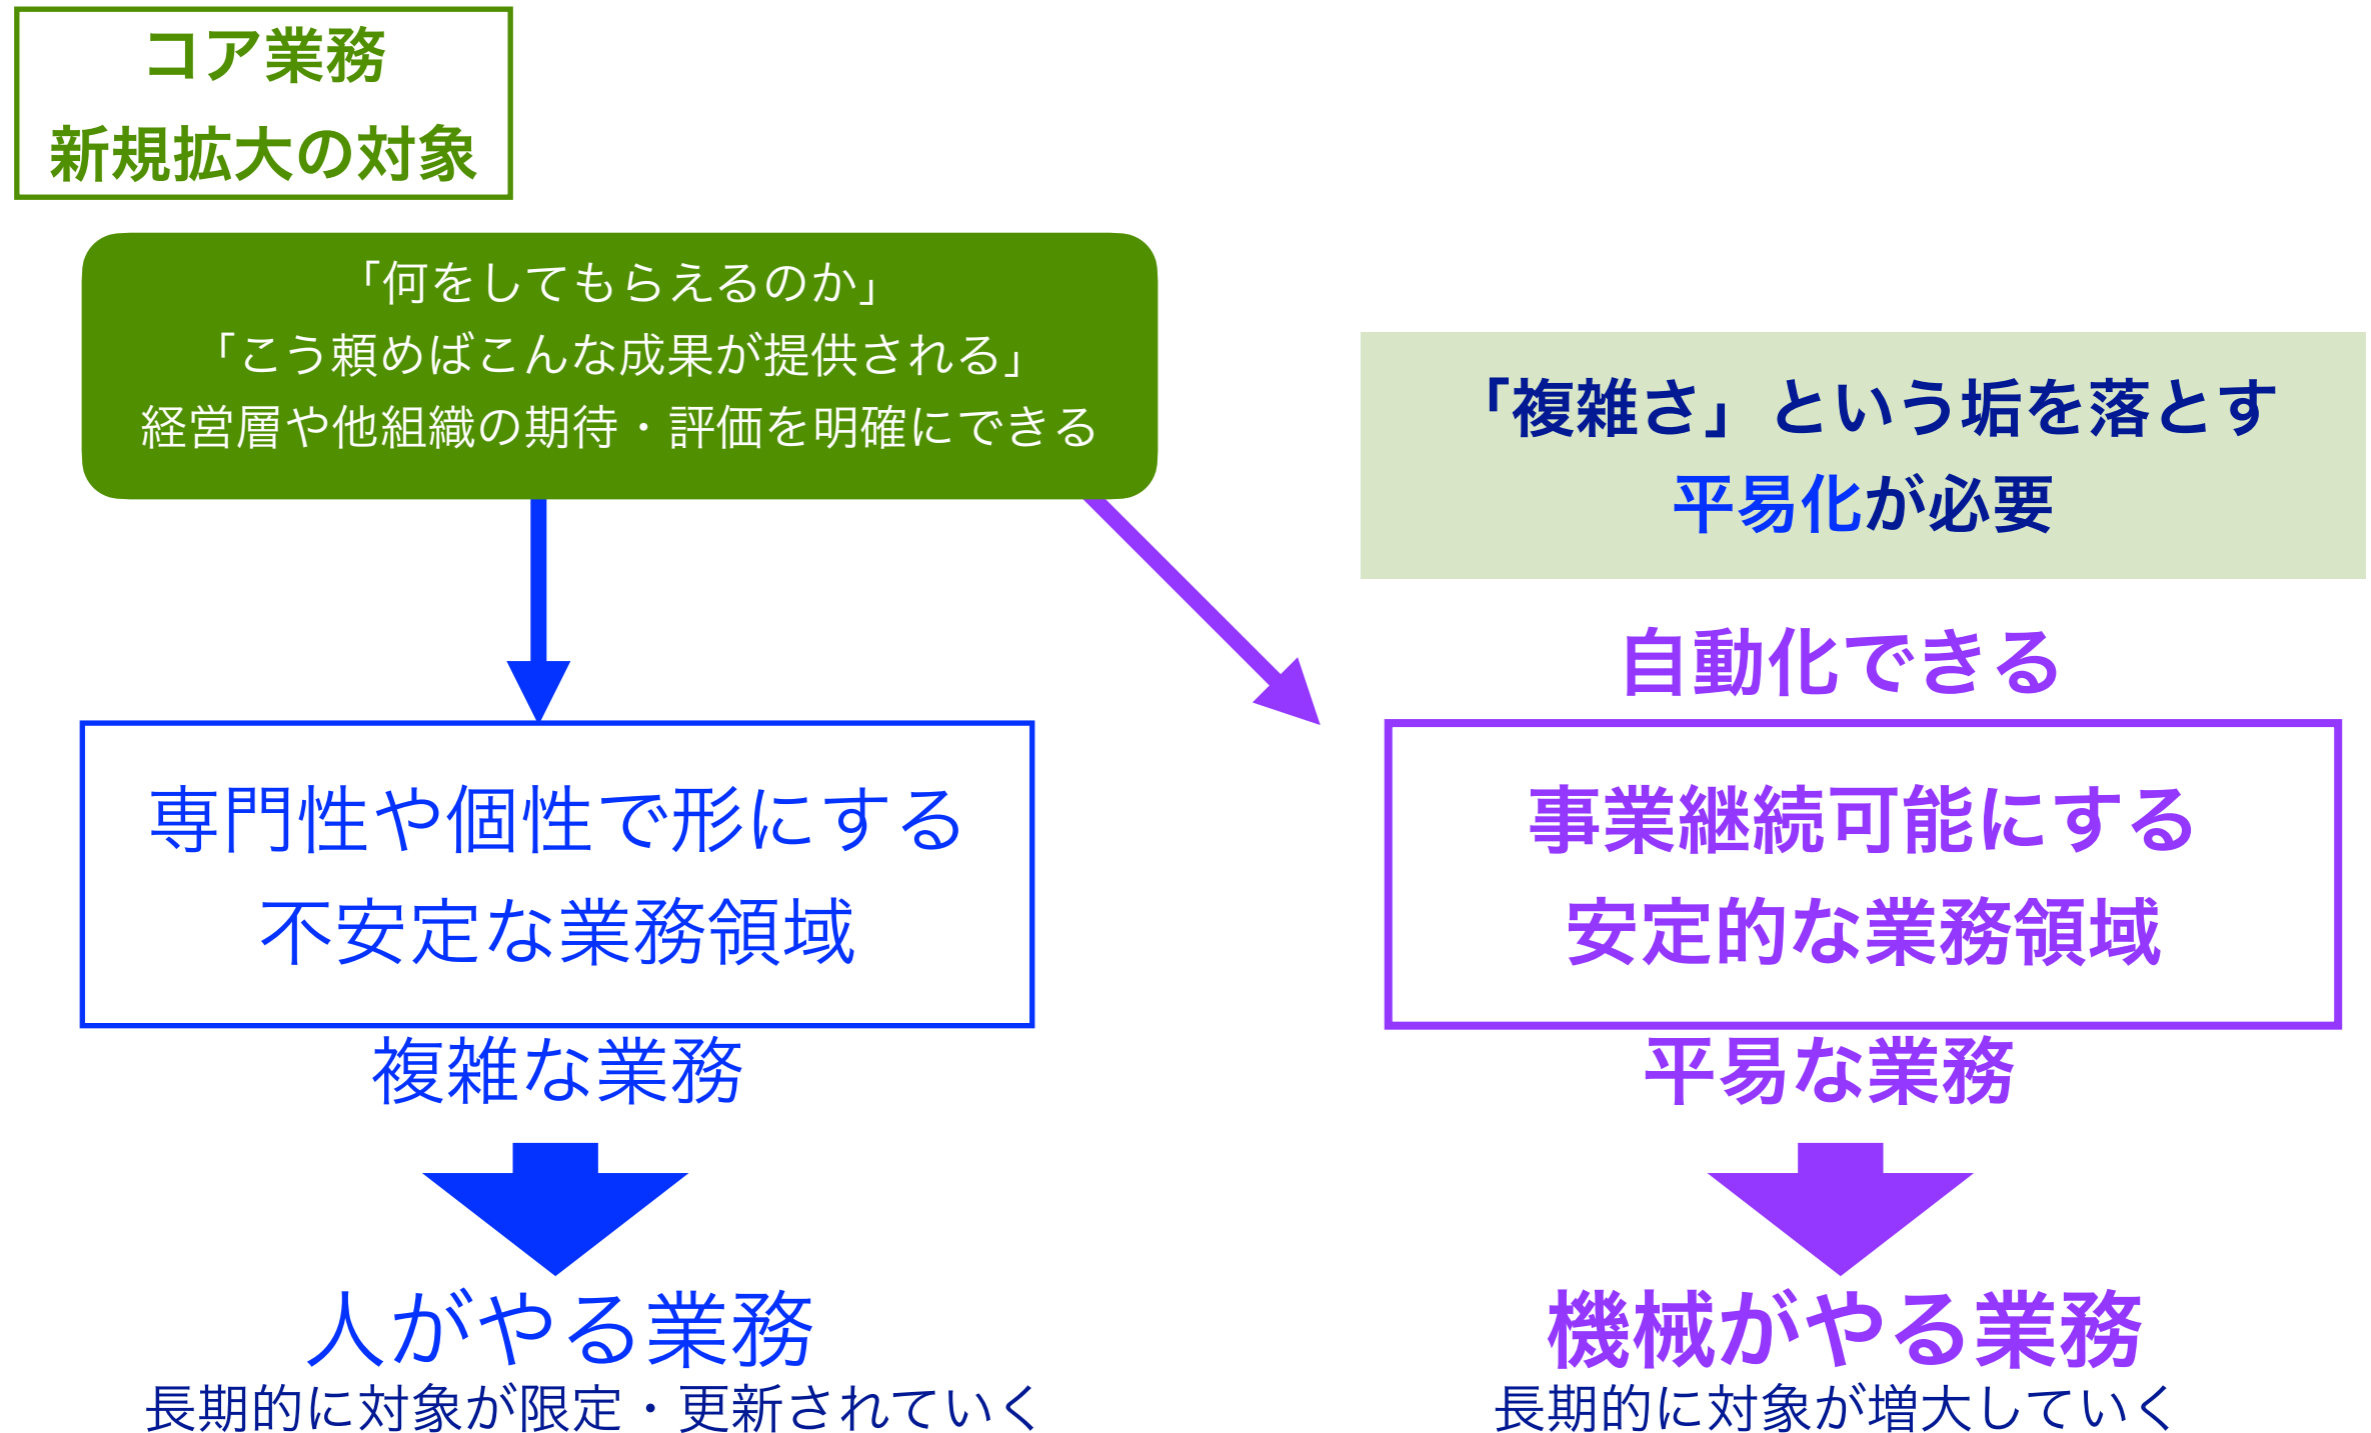 コア業務
新規拡大の対象
「何をしてもらえるのか」
「こう頼めばこんな成果が提供される」
経営層や他組織の期待・評価を明確にできる
「複雑さ」という垢を落とす
平易化が必要
自動化できる
専門性や個性で形にする
不安定な業務領域
複雑な業務
人がやる業務
長期的に対象が限定・更新されていく
事業継続可能にする
安定的な業務領域
平易な業務
機械がやる業務
長期的に対象が増大していく